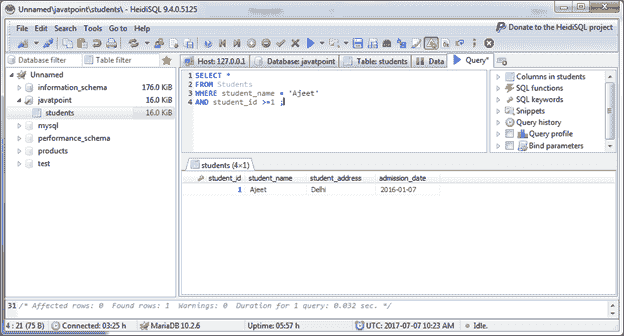 Unnamed\javatpoint\students\ - HeidiSQL 9.4.0.5125
File Edit Search Tools Go to Help
Donate to the HeidiSQL project
Database filter Table filter Host: 127.0.0.1 Database: javatpoint Table: students Data Query*
Unnamed
information_schema 176.0 KiB
javatpoint 16.0 KiB
students 16.0 KiB
mysql
performance_schema
products
test
1 SELECT *
2 FROM Students
3 WHERE student_name = 'Ajeet'
4 AND student_id >=1 ;
Columns in students
SQL functions
SQL keywords
Snippets
Query history
Query profile
Bind parameters
students (4×1)
student_id student_name student_address admission_date
1 Ajeet Delhi 2016-01-07
31 /* Affected rows: 0 Found rows: 1 Warnings: 0 Duration for 1 query: 0.032 sec. */
4 : 21 (75 B) Connected: 03:25 h MariaDB 10.2.6 Uptime: 05:57 h UTC: 2017-07-07 10:23 AM Idle.